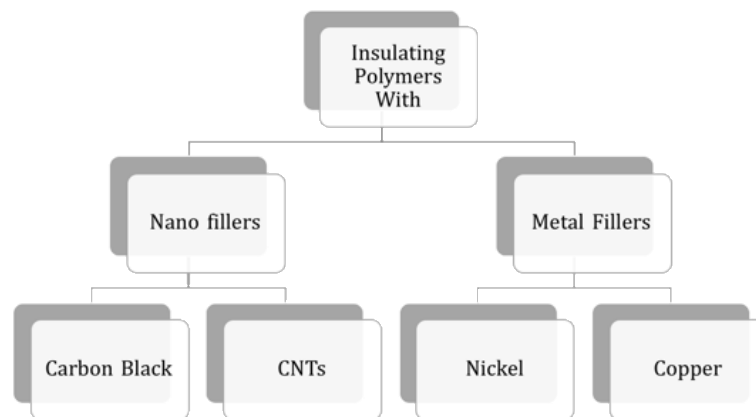 Insulating
Polymers
With
Nano fillers
Metal Fillers
Carbon Black
CNTs
Nickel
Copper